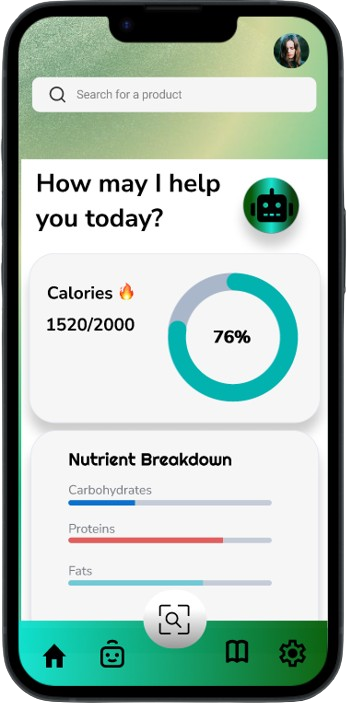 Search for a product
How may I help
you today?
Calories 🔥
1520/2000
76%
Nutrient Breakdown
Carbohydrates
Proteins
Fats